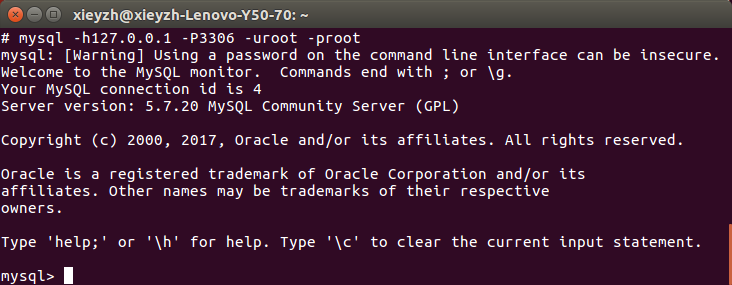 xieyzh@xieyzh-Lenovo-Y50-70: ~
# mysql -h127.0.0.1 -P3306 -uroot -proot
mysql: [Warning] Using a password on the command line interface can be insecure.
Welcome to the MySQL monitor.  Commands end with ; or \g.
Your MySQL connection id is 4
Server version: 5.7.20 MySQL Community Server (GPL)
Copyright (c) 2000, 2017, Oracle and/or its affiliates. All rights reserved.
Oracle is a registered trademark of Oracle Corporation and/or its
affiliates. Other names may be trademarks of their respective
owners.
Type 'help;' or '\h' for help. Type '\c' to clear the current input statement.
mysql>